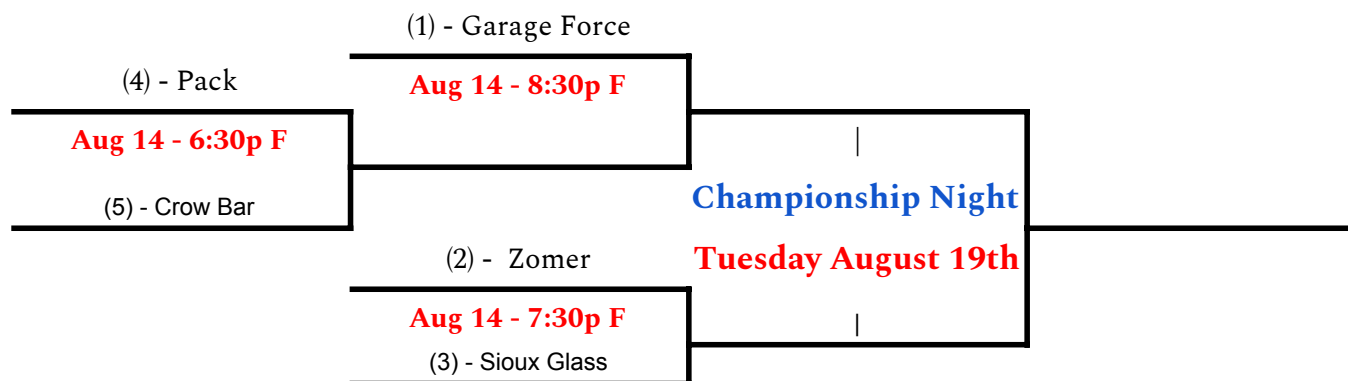 (1) - Garage Force
(4) - Pack
Aug 14 - 8:30p F
Aug 14 - 6:30p F
|
(5) - Crow Bar
Championship Night
(2) - Zomer
Tuesday August 19th
Aug 14 - 7:30p F
|
(3) - Sioux Glass